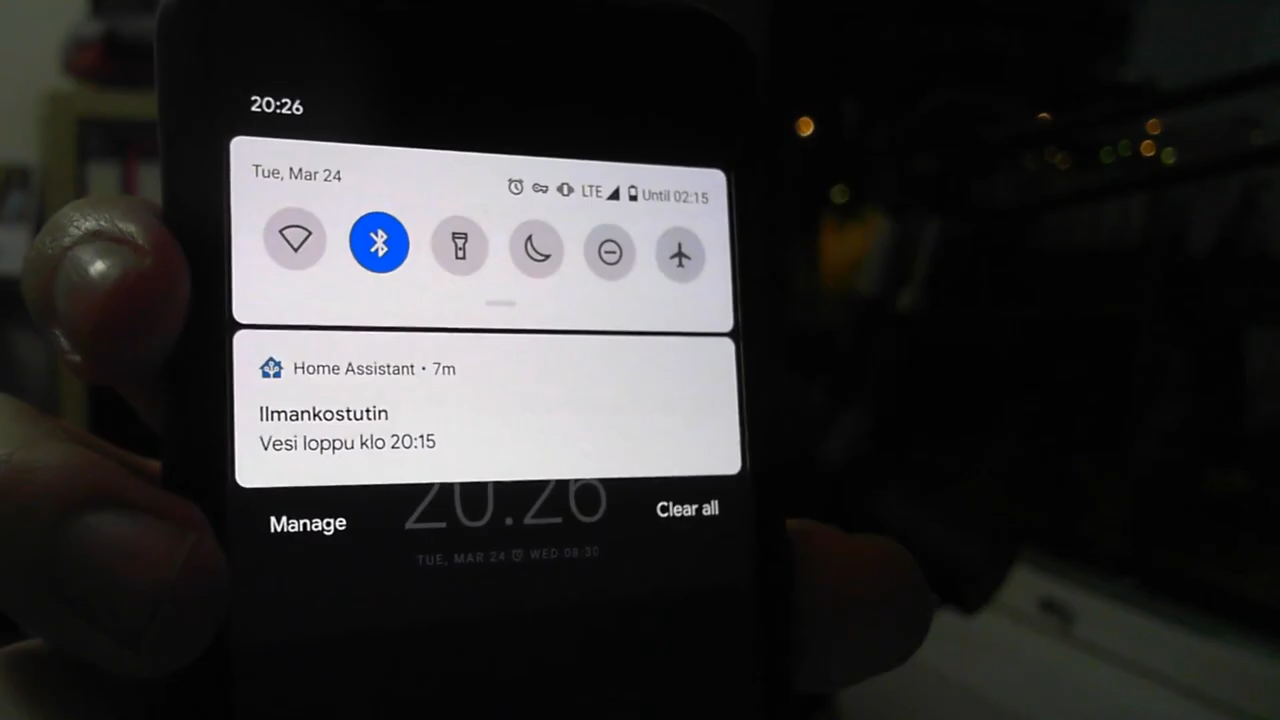 20:26
Tue, Mar 24
LTE
Until 02:15
Home Assistant • 7m
Ilmankostutin
Vesi loppu klo 20:15
Manage
20:26
Clear all
TUE, MAR 24 WED 08:30